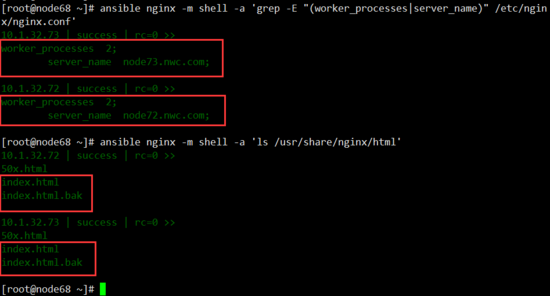 [root@node68 ~]# ansible nginx -m shell -a 'grep -E "(worker_processes|server_name)" /etc/ngin
x/nginx.conf'
10.1.32.73 | success | rc=0 >>
worker_processes  2;
        server_name  node73.nwc.com;
10.1.32.72 | success | rc=0 >>
worker_processes  2;
        server_name  node72.nwc.com;
[root@node68 ~]# ansible nginx -m shell -a 'ls /usr/share/nginx/html'
10.1.32.72 | success | rc=0 >>
50x.html
index.html
index.html.bak
10.1.32.73 | success | rc=0 >>
50x.html
index.html
index.html.bak
[root@node68 ~]#